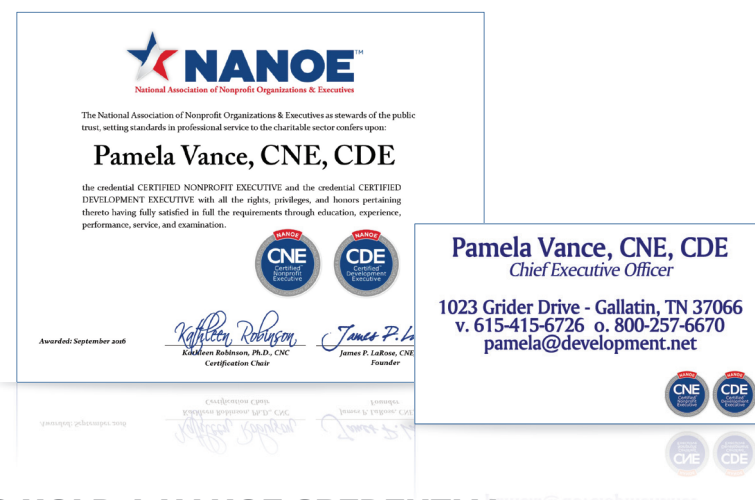 NANOE™
National Association of Nonprofit Organizations & Executives
The National Association of Nonprofit Organizations & Executives as stewards of the public
trust, setting standards in professional service to the charitable sector confers upon:
Pamela Vance, CNE, CDE
the credential CERTIFIED NONPROFIT EXECUTIVE and the credential CERTIFIED
DEVELOPMENT EXECUTIVE with all the rights, privileges, and honors pertaining
thereto having fully satisfied in full the requirements through education, experience,
performance, service, and examination.
NANOE
CNE
Certified
Nonprofit
Executive
NANOE
CDE
Certified
Development
Executive
Kathleen Robinson
James P.
Awarded: September 2016
Kathleen Robinson, Ph.D., CNC
Certification Chair
James P. LaRose, CNE
Founder
Pamela Vance, CNE, CDE
Chief Executive Officer
1023 Grider Drive - Gallatin, TN 37066
v. 615-415-6726 o. 800-257-6670
pamela@development.net
NANOE
CNE
Certified
Nonprofit
Executive
NANOE
CDE
Certified
Development
Executive